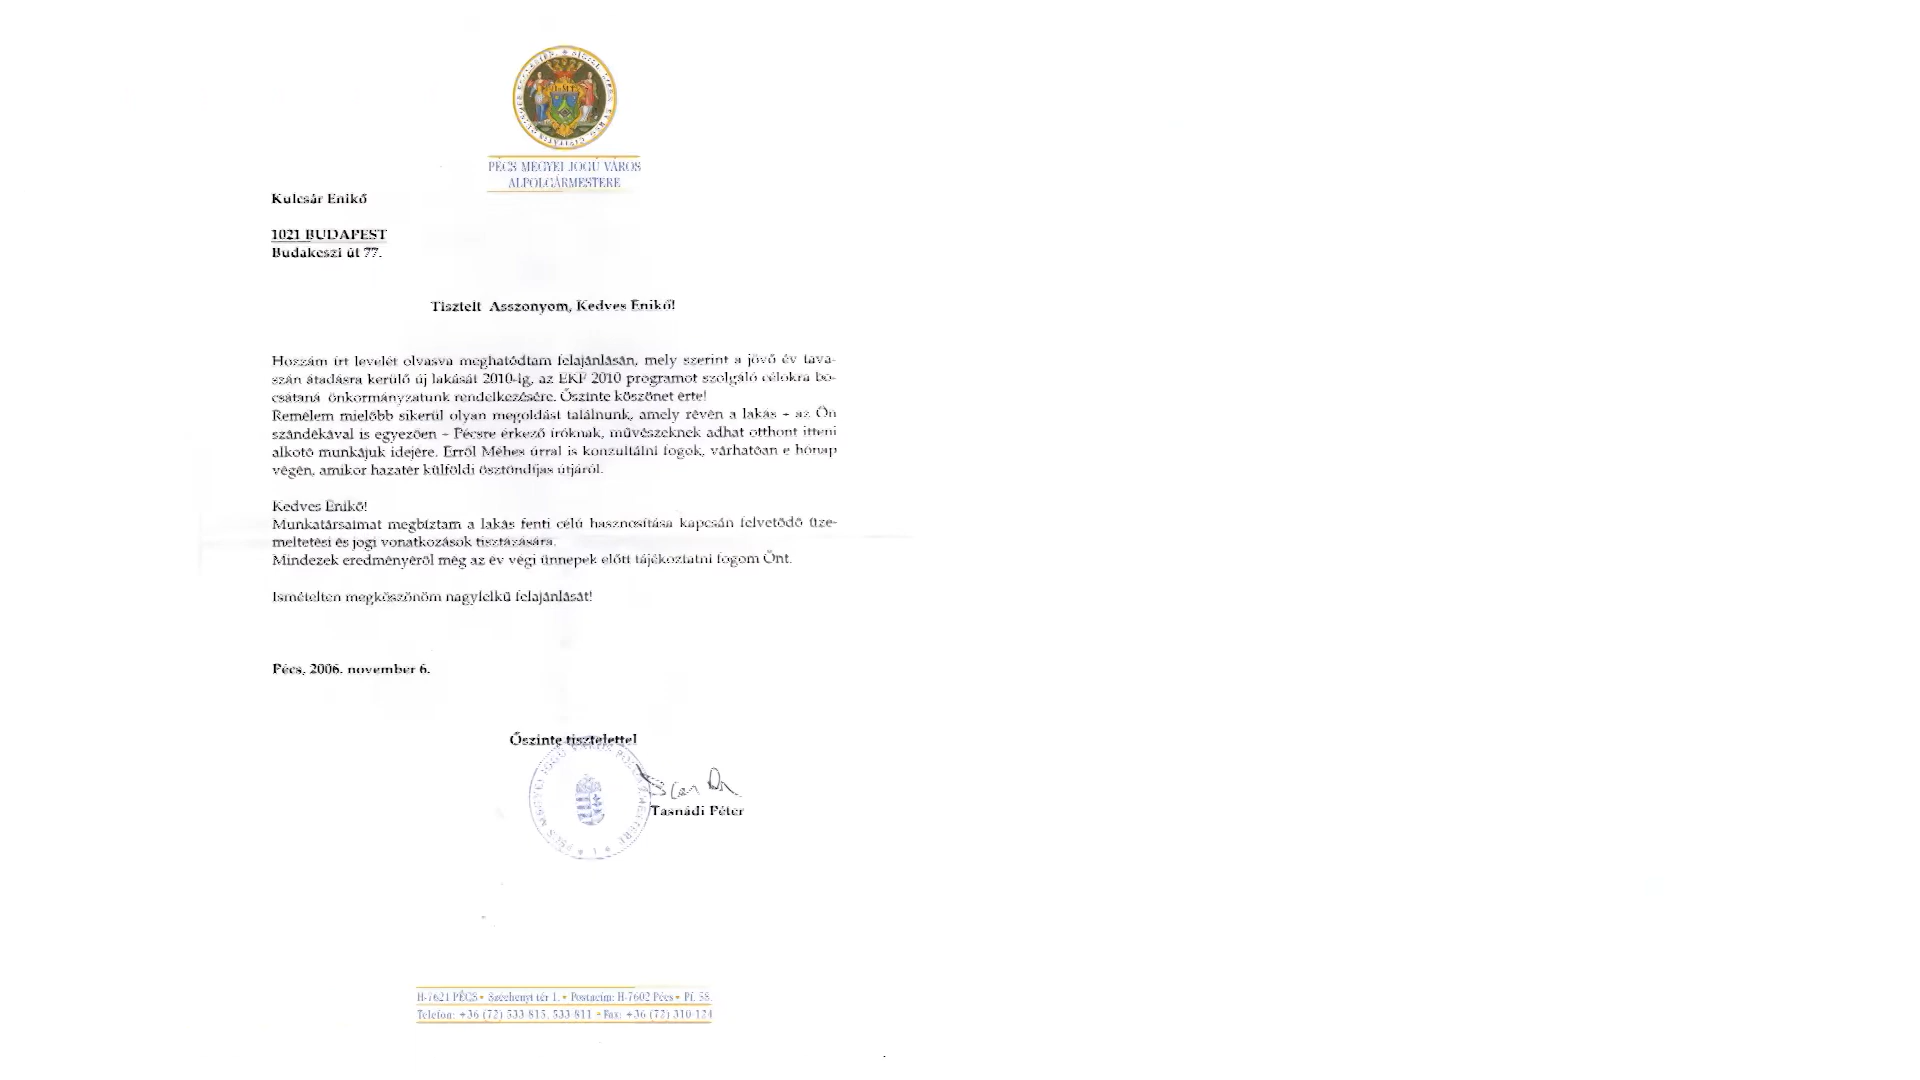 PÉCS MEGYEI JOGÚ VÁROS
ALPOLGÁRMESTERE
Kulcsár Enikő
1021 BUDAPEST
Budakeszi út 77.
Tisztelt Asszonyom, Kedves Enikő!
Hozzám írt levelét olvasva meghatódtam felajánlásán, mely szerint a jövő év tava-
szán átadásra kerülő új lakását 2010-ig, az EKF 2010 programot szolgáló célokra bo-
csátaná önkormányzatunk rendelkezésére. Őszinte köszönet érte!
Remélem mielőbb sikerül olyan megoldást találnunk, amely révén a lakás – az Ön
szándékával is egyezően – Pécsre érkező íróknak, művészeknek adhat otthont itteni
alkotó munkájuk idejére. Erről Méhes úrral is konzultálni fogok, várhatóan e hónap
végén, amikor hazatér külföldi ösztöndíjas útjáról.
Kedves Enikő!
Munkatársaimat megbíztam a lakás fenti célú hasznosítása kapcsán felvetődő üze-
meltetési és jogi vonatkozások tisztázására.
Mindezek eredményéről még az év végi ünnepek előtt tájékoztatni fogom Önt.
Ismételten megköszönöm nagylelkű felajánlását!
Pécs, 2006. november 6.
Őszinte tisztelettel
PÉCS MEGYEI JOGÚ VÁROS POLGÁRMESTERE * 1 *
Tasnádi Péter
H-7621 PÉCS • Széchenyi tér 1. • Postacím: H-7602 Pécs • Pf. 58.
Telefon: +36 (72) 533 815, 533 811 • Fax: +36 (72) 310 124